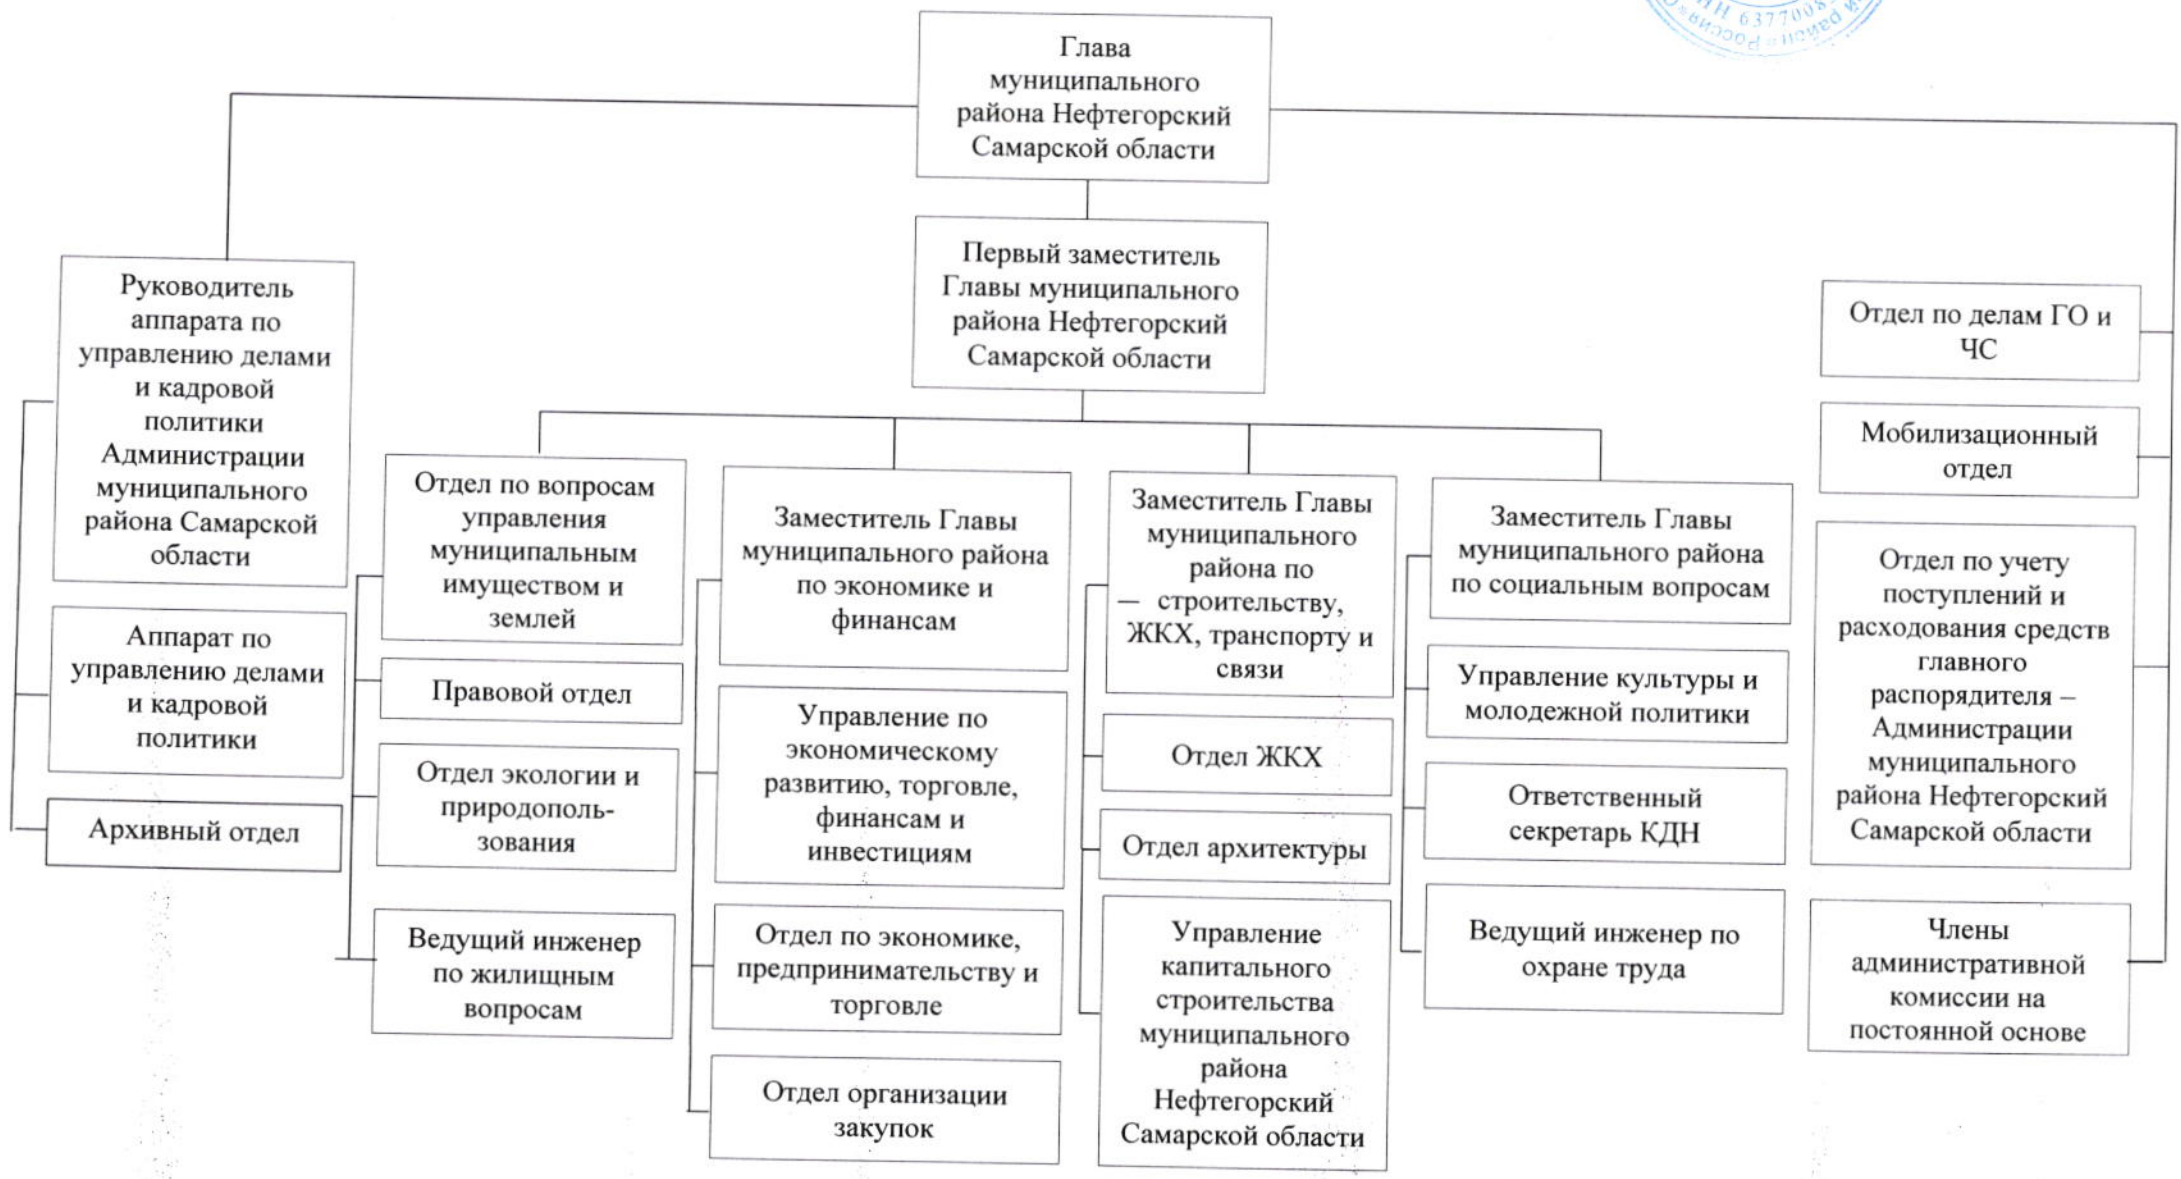 Глава
муниципального
района Нефтегорский
Самарской области
Первый заместитель
Главы муниципального
района Нефтегорский
Самарской области
Руководитель
аппарата по
управлению делами
и кадровой
политики
Администрации
муниципального
района Самарской
области
Аппарат по
управлению делами
и кадровой
политики
Архивный отдел
Отдел по вопросам
управления
муниципальным
имуществом и
землей
Правовой отдел
Отдел экологии и
природополь-
зования
Ведущий инженер
по жилищным
вопросам
Заместитель Главы
муниципального района
по экономике и
финансам
Управление по
экономическому
развитию, торговле,
финансам и
инвестициям
Отдел по экономике,
предпринимательству и
торговле
Отдел организации
закупок
Заместитель Главы
муниципального
района по
строительству,
ЖКХ, транспорту и
связи
Отдел ЖКХ
Отдел архитектуры
Управление
капитального
строительства
муниципального
района
Нефтегорский
Самарской области
Заместитель Главы
муниципального района
по социальным вопросам
Управление культуры и
молодежной политики
Ответственный
секретарь КДН
Ведущий инженер по
охране труда
Отдел по делам ГО и
ЧС
Мобилизационный
отдел
Отдел по учету
поступлений и
расходования средств
главного
распорядителя –
Администрации
муниципального
района Нефтегорский
Самарской области
Члены
административной
комиссии на
постоянной основе